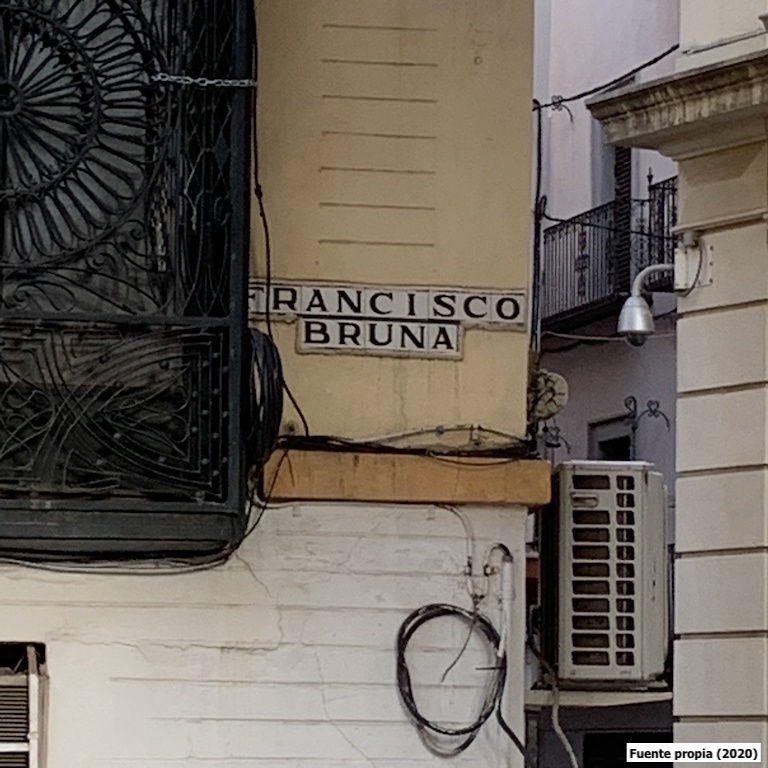 FRANCISCO
BRUNA
Fuente propia (2020)